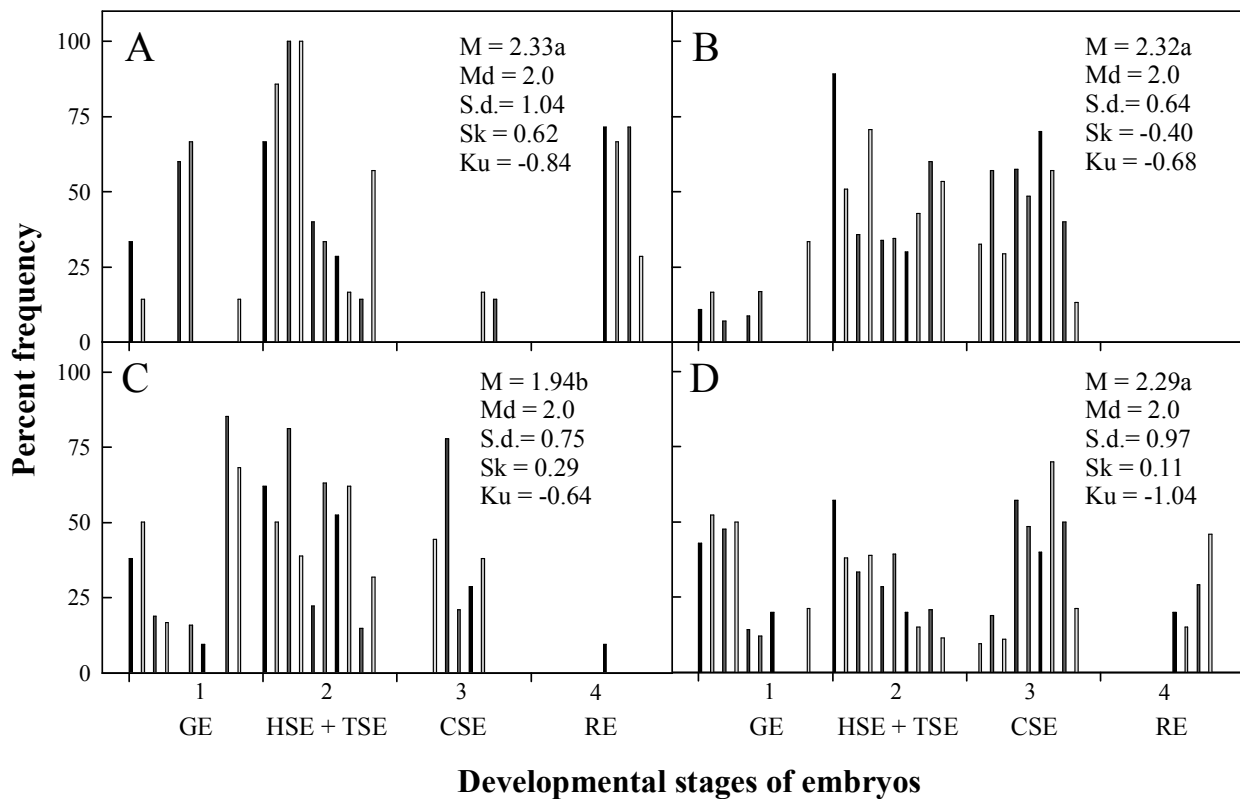 A
M = 2.33a
Md = 2.0
S.d. = 1.04
Sk = 0.62
Ku = -0.84
B
M = 2.32a
Md = 2.0
S.d. = 0.64
Sk = -0.40
Ku = -0.68
100
75
50
25
0
C
M = 1.94b
Md = 2.0
S.d.= 0.75
Sk = 0.29
Ku = -0.64
D
M = 2.29a
Md = 2.0
S.d. = 0.97
Sk = 0.11
Ku = -1.04
100
75
50
25
0
Percent frequency
1 2 3 4 1 2 3 4
GE HSE + TSE CSE RE GE HSE + TSE CSE RE
Developmental stages of embryos